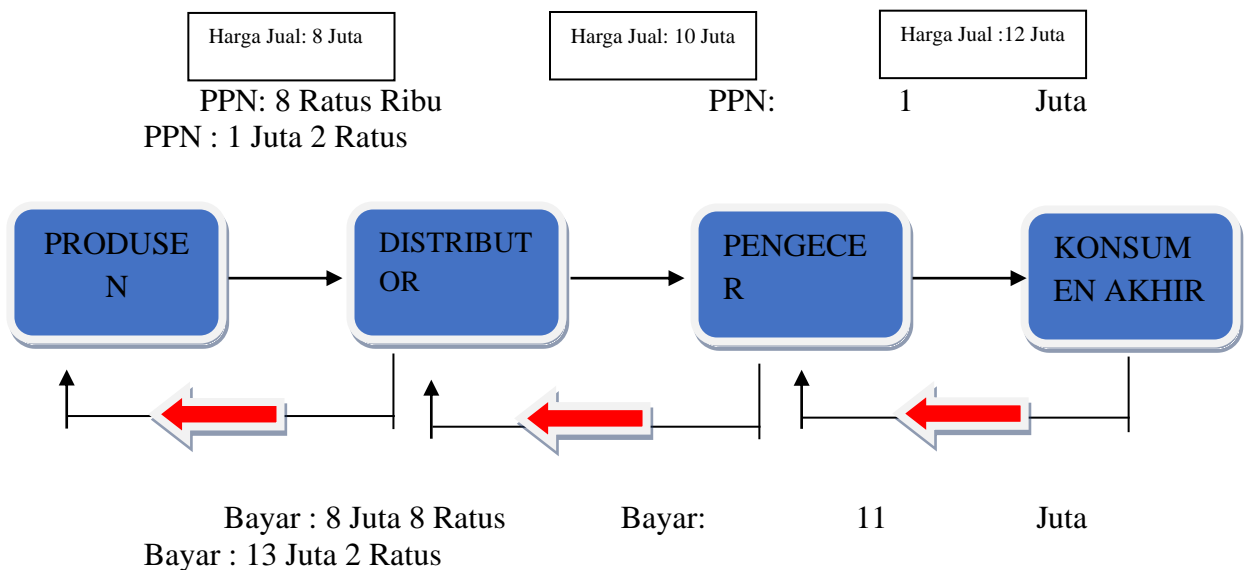 Harga Jual: 8 Juta
Harga Jual: 10 Juta
Harga Jual :12 Juta
PPN: 8 Ratus Ribu PPN: 1 Juta
PPN : 1 Juta 2 Ratus
PRODUSE
N
DISTRIBUT
OR
PENGECE
R
KONSUM
EN AKHIR
Bayar : 8 Juta 8 Ratus Bayar: 11 Juta
Bayar : 13 Juta 2 Ratus